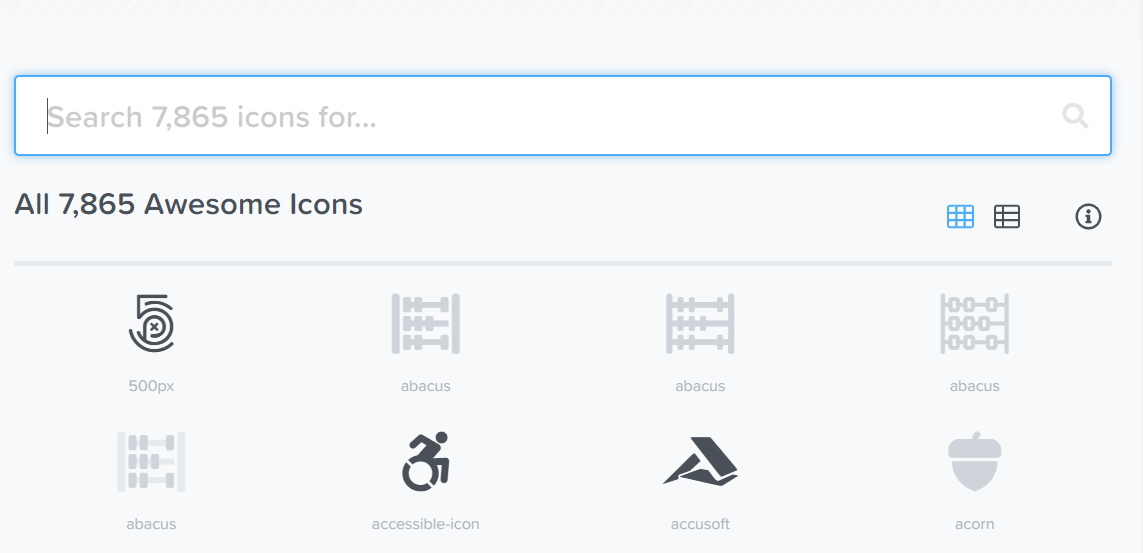 Search 7,865 icons for...
All 7,865 Awesome Icons
500px
abacus
abacus
abacus
abacus
accessible-icon
accusoft
acorn